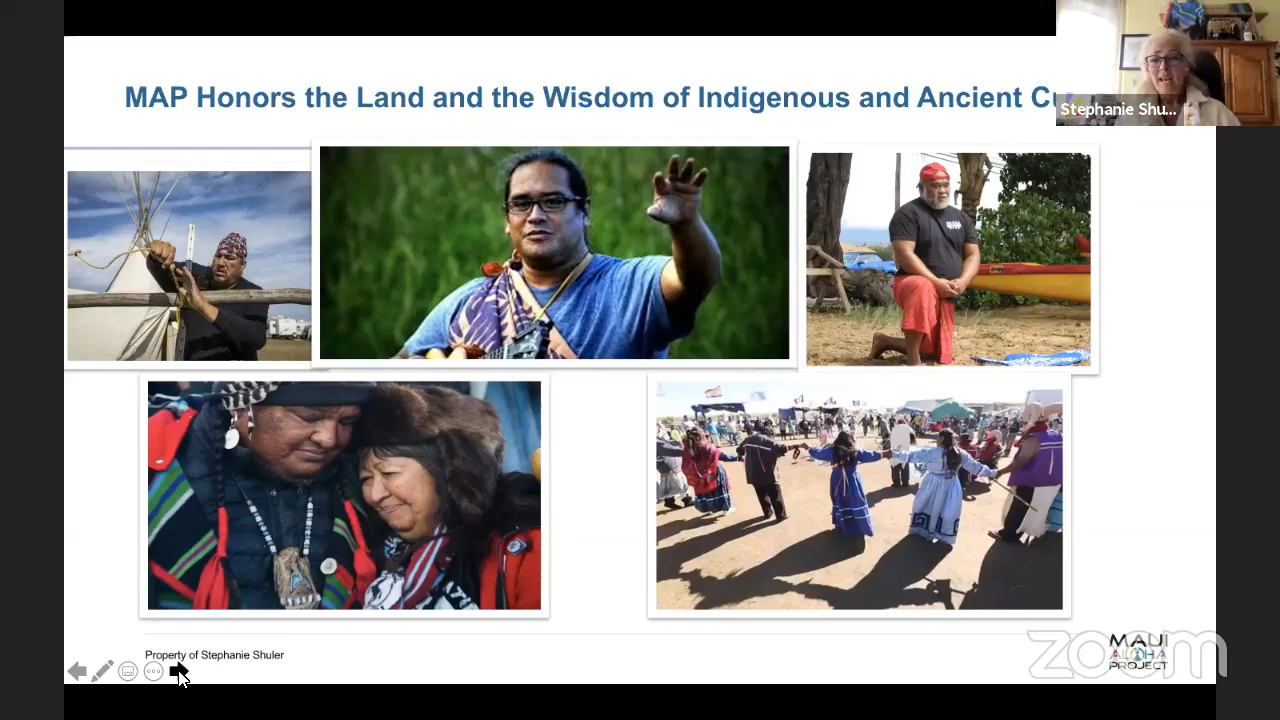 MAP Honors the Land and the Wisdom of Indigenous and Ancient C
Stephanie Shu...
Property of Stephanie Shuler
MAUI
ALOHA
PROJECT
zoom